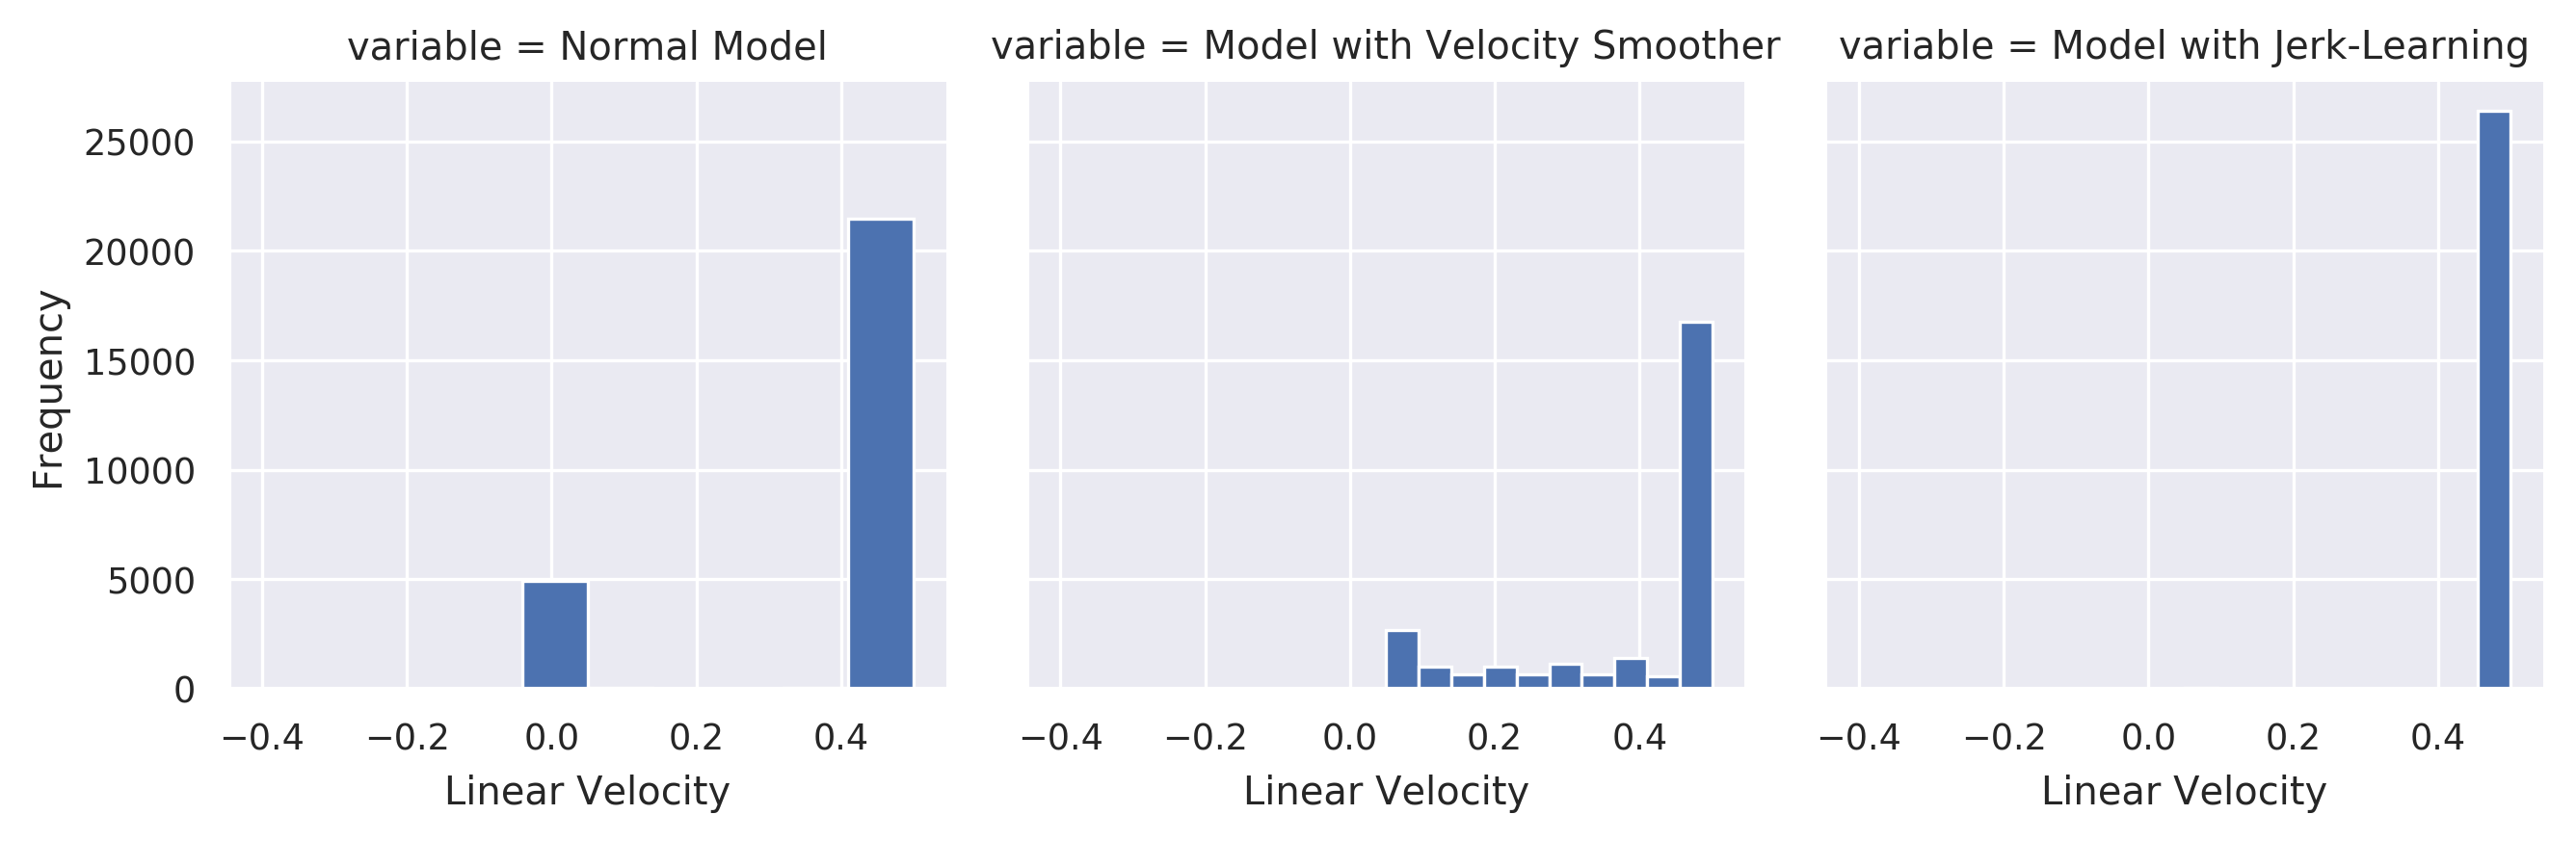 variable = Normal Model
variable = Model with Velocity Smoother
variable = Model with Jerk-Learning
Frequency
25000
20000
15000
10000
5000
0
−0.4 −0.2 0.0 0.2 0.4
−0.4 −0.2 0.0 0.2 0.4
−0.4 −0.2 0.0 0.2 0.4
Linear Velocity
Linear Velocity
Linear Velocity